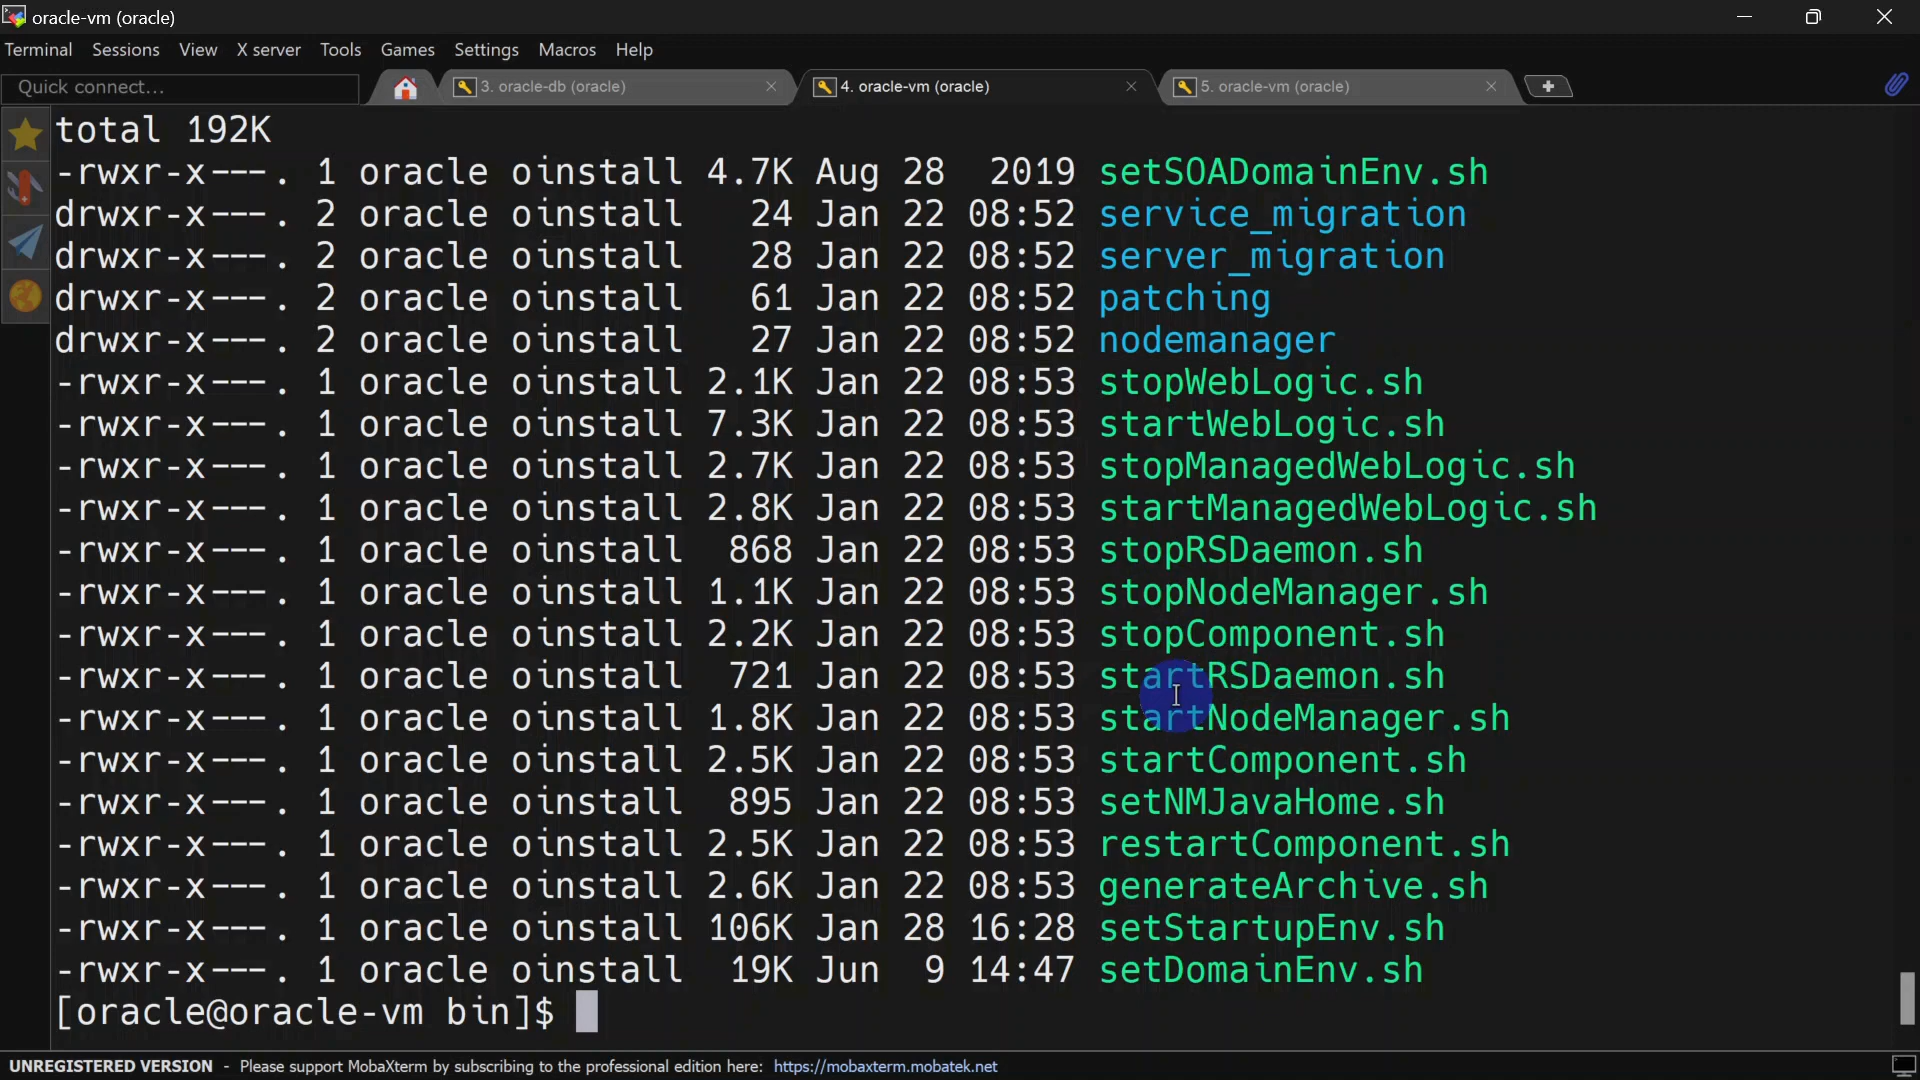 oracle-vm (oracle)
Terminal Sessions View X server Tools Games Settings Macros Help
Quick connect... 3. oracle-db (oracle) 4. oracle-vm (oracle) 5. oracle-vm (oracle)
total 192K
-rwxr-x---. 1 oracle oinstall 4.7K Aug 28  2019 setSOADomainEnv.sh
drwxr-x---. 2 oracle oinstall   24 Jan 22 08:52 service_migration
drwxr-x---. 2 oracle oinstall   28 Jan 22 08:52 server_migration
drwxr-x---. 2 oracle oinstall   61 Jan 22 08:52 patching
drwxr-x---. 2 oracle oinstall   27 Jan 22 08:52 nodemanager
-rwxr-x---. 1 oracle oinstall 2.1K Jan 22 08:53 stopWebLogic.sh
-rwxr-x---. 1 oracle oinstall 7.3K Jan 22 08:53 startWebLogic.sh
-rwxr-x---. 1 oracle oinstall 2.7K Jan 22 08:53 stopManagedWebLogic.sh
-rwxr-x---. 1 oracle oinstall 2.8K Jan 22 08:53 startManagedWebLogic.sh
-rwxr-x---. 1 oracle oinstall  868 Jan 22 08:53 stopRSDaemon.sh
-rwxr-x---. 1 oracle oinstall 1.1K Jan 22 08:53 stopNodeManager.sh
-rwxr-x---. 1 oracle oinstall 2.2K Jan 22 08:53 stopComponent.sh
-rwxr-x---. 1 oracle oinstall  721 Jan 22 08:53 startRSDaemon.sh
-rwxr-x---. 1 oracle oinstall 1.8K Jan 22 08:53 startNodeManager.sh
-rwxr-x---. 1 oracle oinstall 2.5K Jan 22 08:53 startComponent.sh
-rwxr-x---. 1 oracle oinstall  895 Jan 22 08:53 setNMJavaHome.sh
-rwxr-x---. 1 oracle oinstall 2.5K Jan 22 08:53 restartComponent.sh
-rwxr-x---. 1 oracle oinstall 2.6K Jan 22 08:53 generateArchive.sh
-rwxr-x---. 1 oracle oinstall 106K Jan 28 16:28 setStartupEnv.sh
-rwxr-x---. 1 oracle oinstall  19K Jun  9 14:47 setDomainEnv.sh
[oracle@oracle-vm bin]$
UNREGISTERED VERSION - Please support MobaXterm by subscribing to the professional edition here: https://mobaxterm.mobatek.net